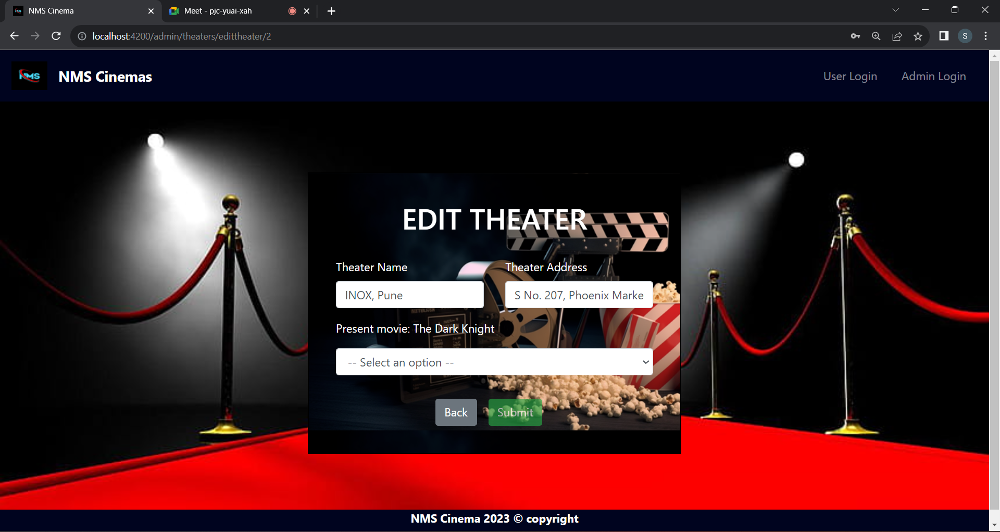 NMS Cinema
Meet - pjc-yuai-xah
localhost:4200/admin/theaters/edittheater/2
S
NMS
NMS Cinemas
User Login
Admin Login
EDIT THEATER
Theater Name
Theater Address
INOX, Pune
S No. 207, Phoenix Marke
Present movie: The Dark Knight
-- Select an option --
Back
Submit
NMS Cinema 2023 © copyright